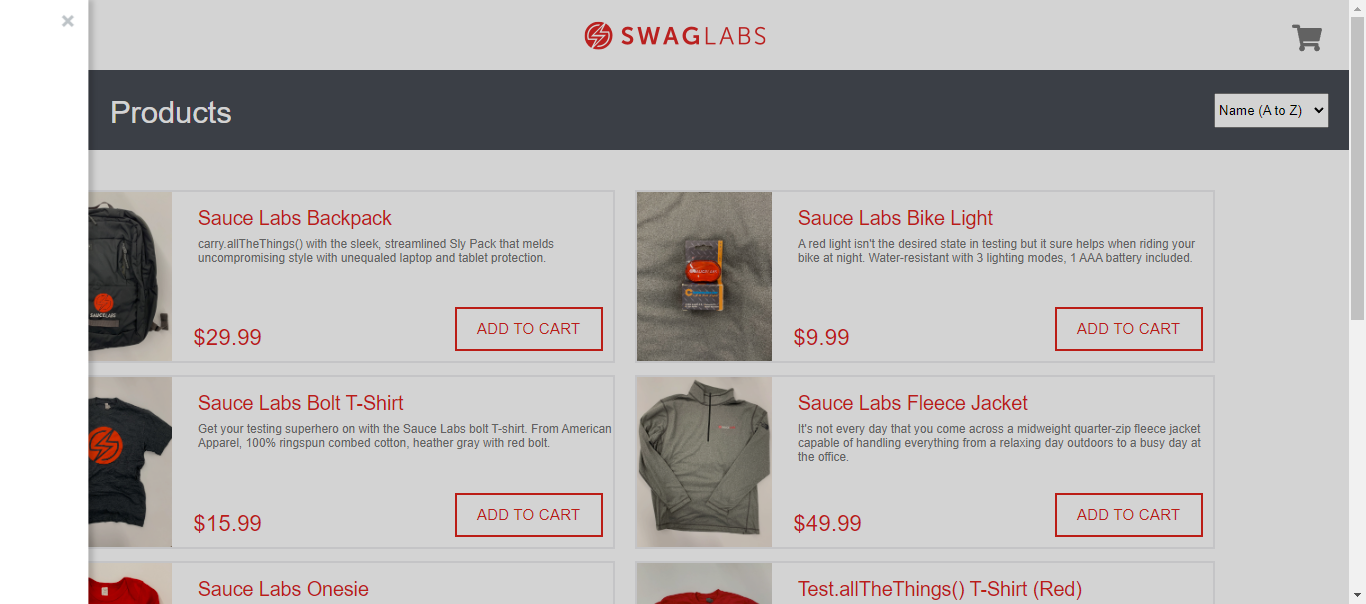 ×
SWAGLABS
Products
Name (A to Z)
Sauce Labs Backpack
carry.allTheThings() with the sleek, streamlined Sly Pack that melds
uncompromising style with unequaled laptop and tablet protection.
$29.99
ADD TO CART
SAUCELABS
Sauce Labs Bike Light
A red light isn't the desired state in testing but it sure helps when riding your
bike at night. Water-resistant with 3 lighting modes, 1 AAA battery included.
$9.99
ADD TO CART
Sauce Labs Bolt T-Shirt
Get your testing superhero on with the Sauce Labs bolt T-shirt. From American
Apparel, 100% ringspun combed cotton, heather gray with red bolt.
$15.99
ADD TO CART
Sauce Labs Fleece Jacket
It's not every day that you come across a midweight quarter-zip fleece jacket
capable of handling everything from a relaxing day outdoors to a busy day at
the office.
$49.99
ADD TO CART
Sauce Labs Onesie
Test.allTheThings() T-Shirt (Red)